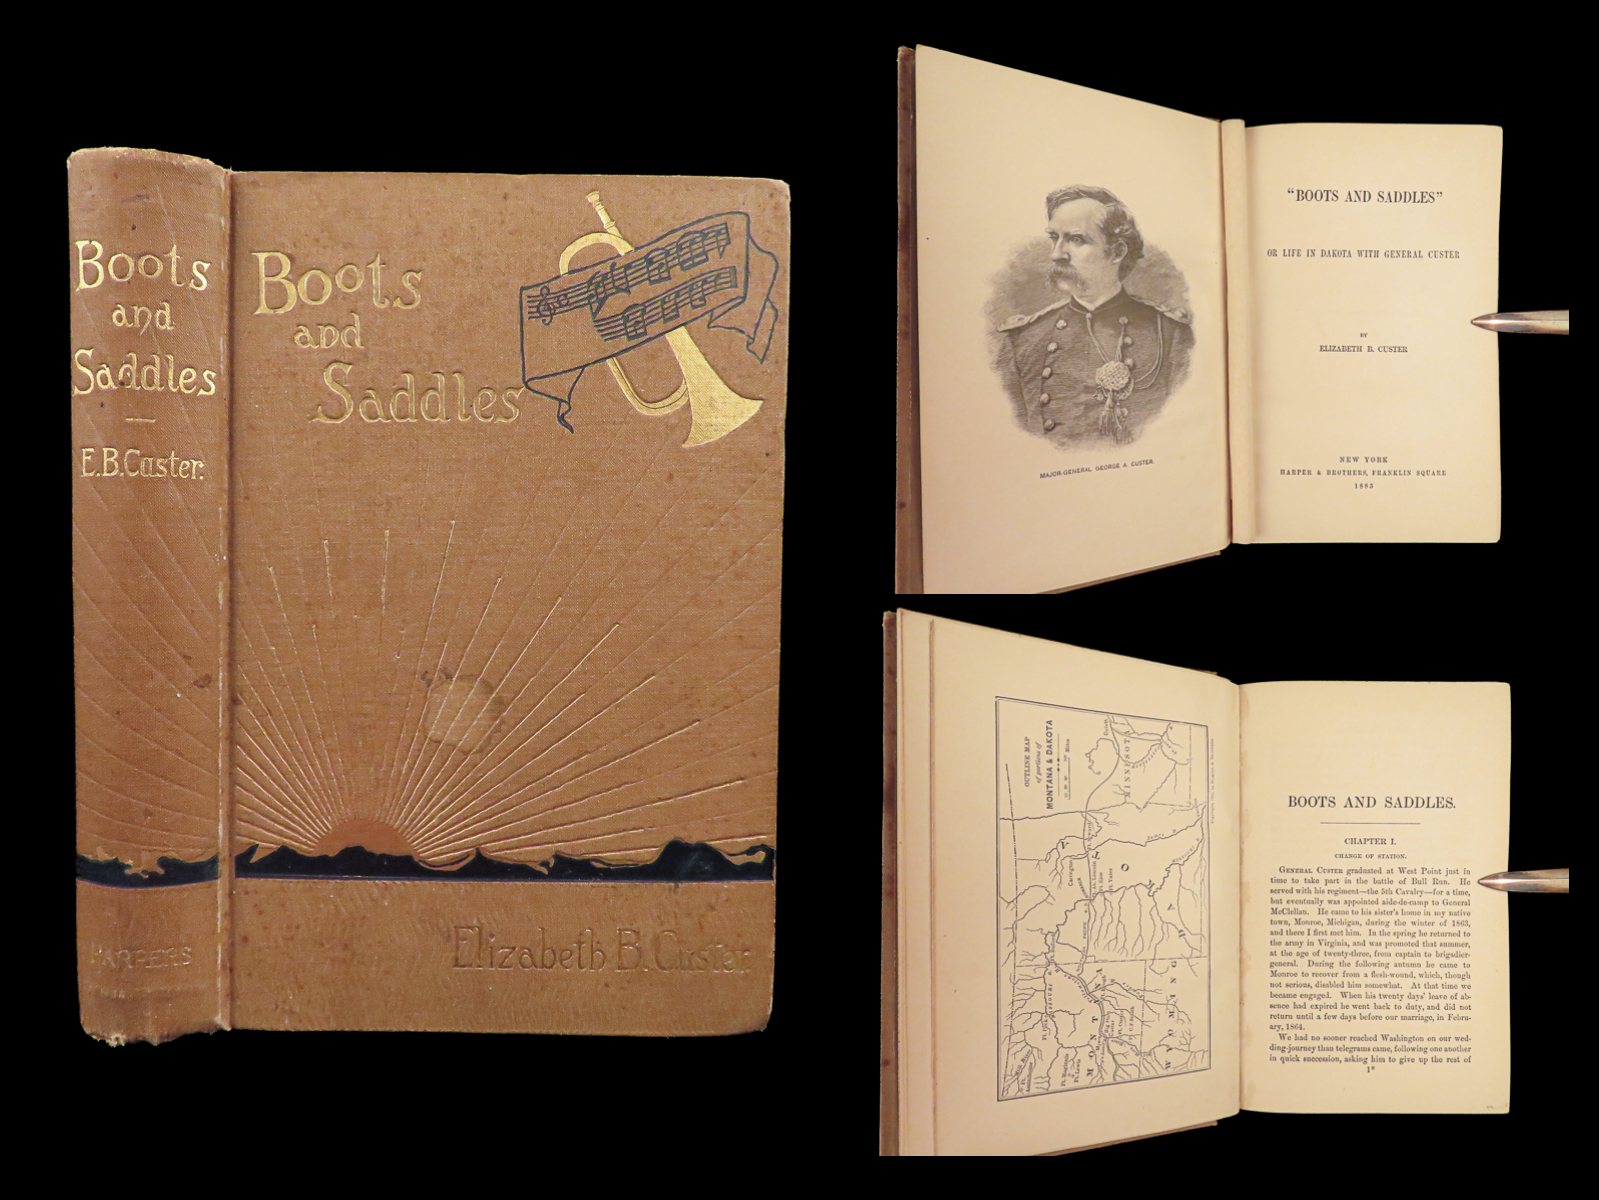 Boots
and
Saddles
E.B.Custer.
HARPERS
Boots
and
Saddles
Elizabeth B. Custer
MAJOR-GENERAL GEORGE A. CUSTER
"BOOTS AND SADDLES"
OR LIFE IN DAKOTA WITH GENERAL CUSTER
BY
ELIZABETH B. CUSTER
NEW YORK
HARPER & BROTHERS, FRANKLIN SQUARE
1885
OUTLINE MAP
of portions of
MONTANA & DAKOTA
MINNESOTA
MONTANA
WYOMING
BOOTS AND SADDLES.
CHAPTER I.
CHANGE OF STATION.
GENERAL CUSTER graduated at West Point just in
time to take part in the battle of Bull Run. He
served with his regiment—the 5th Cavalry—for a time,
but eventually was appointed aide-de-camp to General
McClellan. He came to his sister's home in my native
town, Monroe, Michigan, during the winter of 1863,
and there I first met him. In the spring he returned to
the army in Virginia, and was promoted that summer,
at the age of twenty-three, from captain to brigadier-
general. During the following autumn he came to
Monroe to recover from a flesh-wound, which, though
not serious, disabled him somewhat. At that time we
became engaged. When his twenty days' leave of ab-
sence had expired he went back to duty, and did not
return until a few days before our marriage, in Febru-
ary, 1864.
We had no sooner reached Washington on our wed-
ding-journey than telegrams came, following one another
in quick succession, asking him to give up the rest of
1*